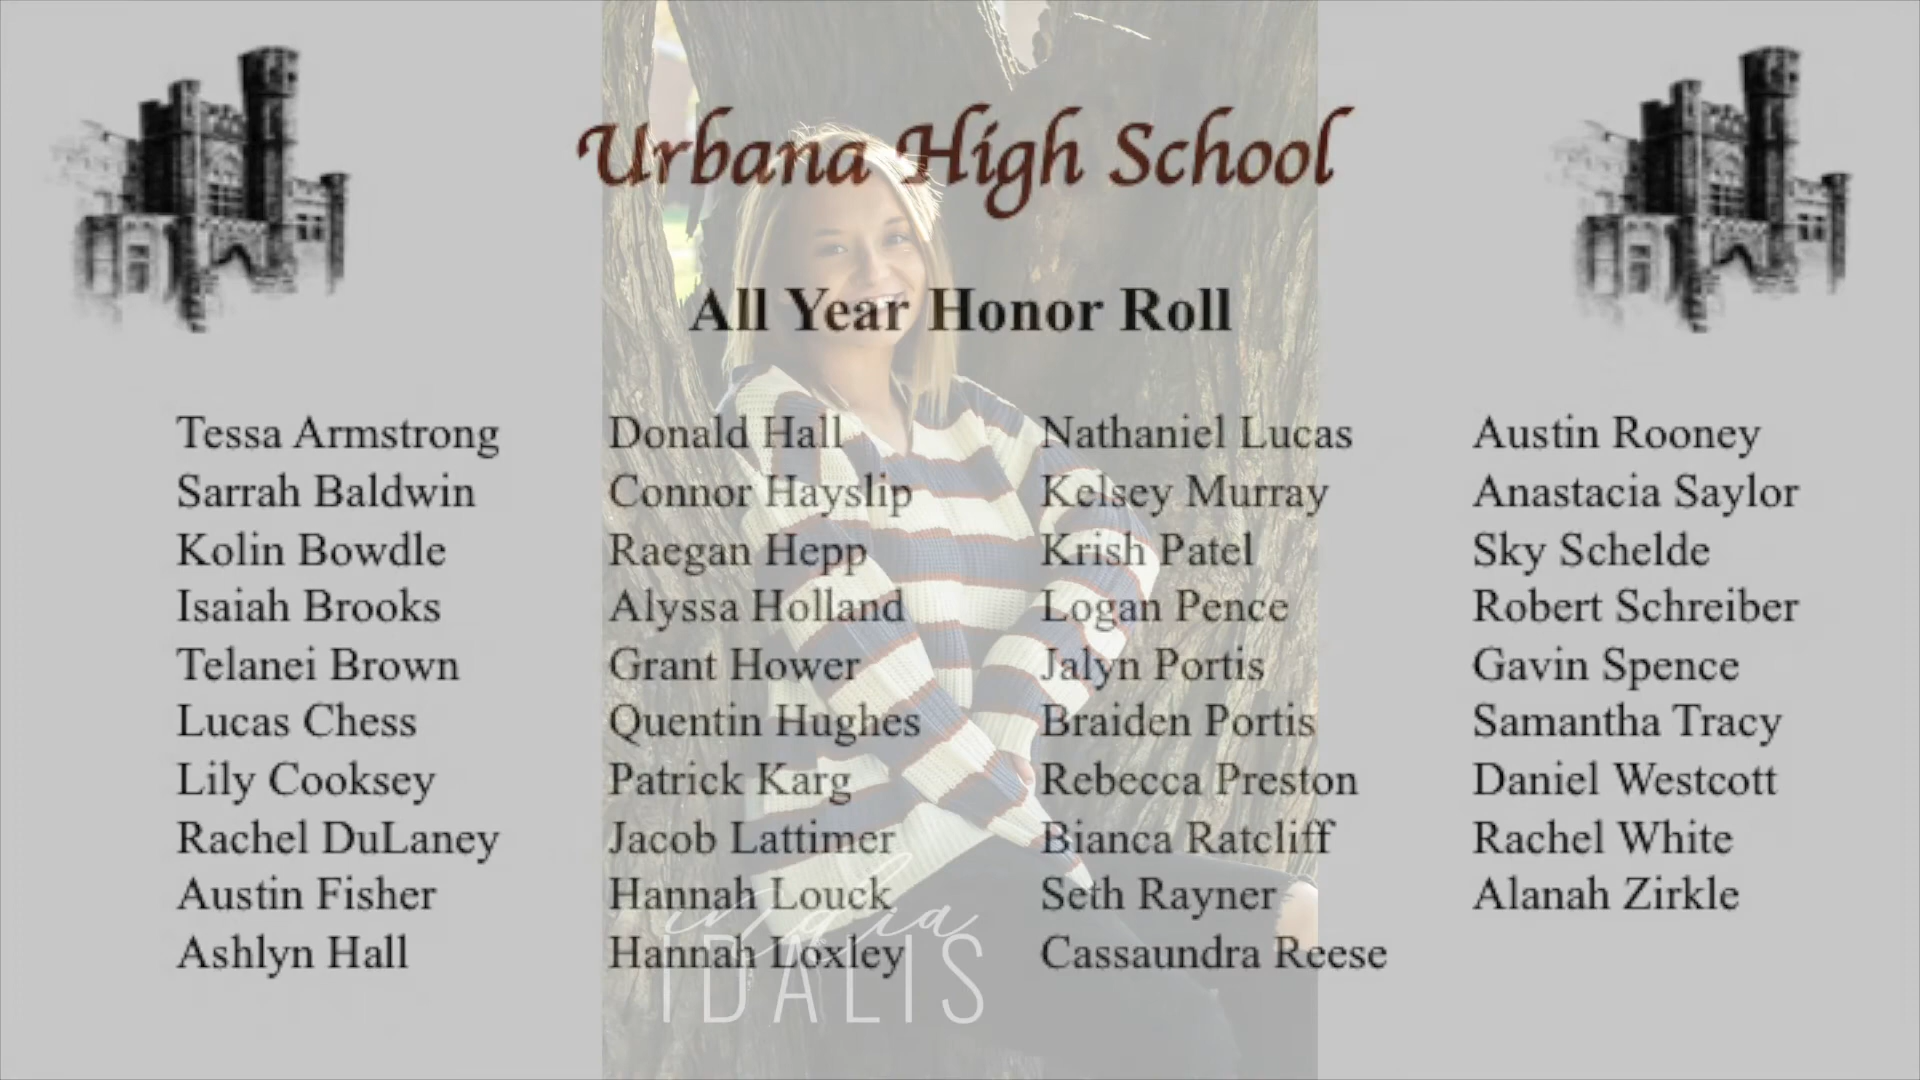 Urbana High School
All Year Honor Roll
Tessa Armstrong
Sarrah Baldwin
Kolin Bowdle
Isaiah Brooks
Telanei Brown
Lucas Chess
Lily Cooksey
Rachel DuLaney
Austin Fisher
Ashlyn Hall
Donald Hall
Connor Hayslip
Raegan Hepp
Alyssa Holland
Grant Hower
Quentin Hughes
Patrick Karg
Jacob Lattimer
Hannah Louck
Hannah Loxley
Nathaniel Lucas
Kelsey Murray
Krish Patel
Logan Pence
Jalyn Portis
Braiden Portis
Rebecca Preston
Bianca Ratcliff
Seth Rayner
Cassaundra Reese
Austin Rooney
Anastacia Saylor
Sky Schelde
Robert Schreiber
Gavin Spence
Samantha Tracy
Daniel Westcott
Rachel White
Alanah Zirkle
IDALIS